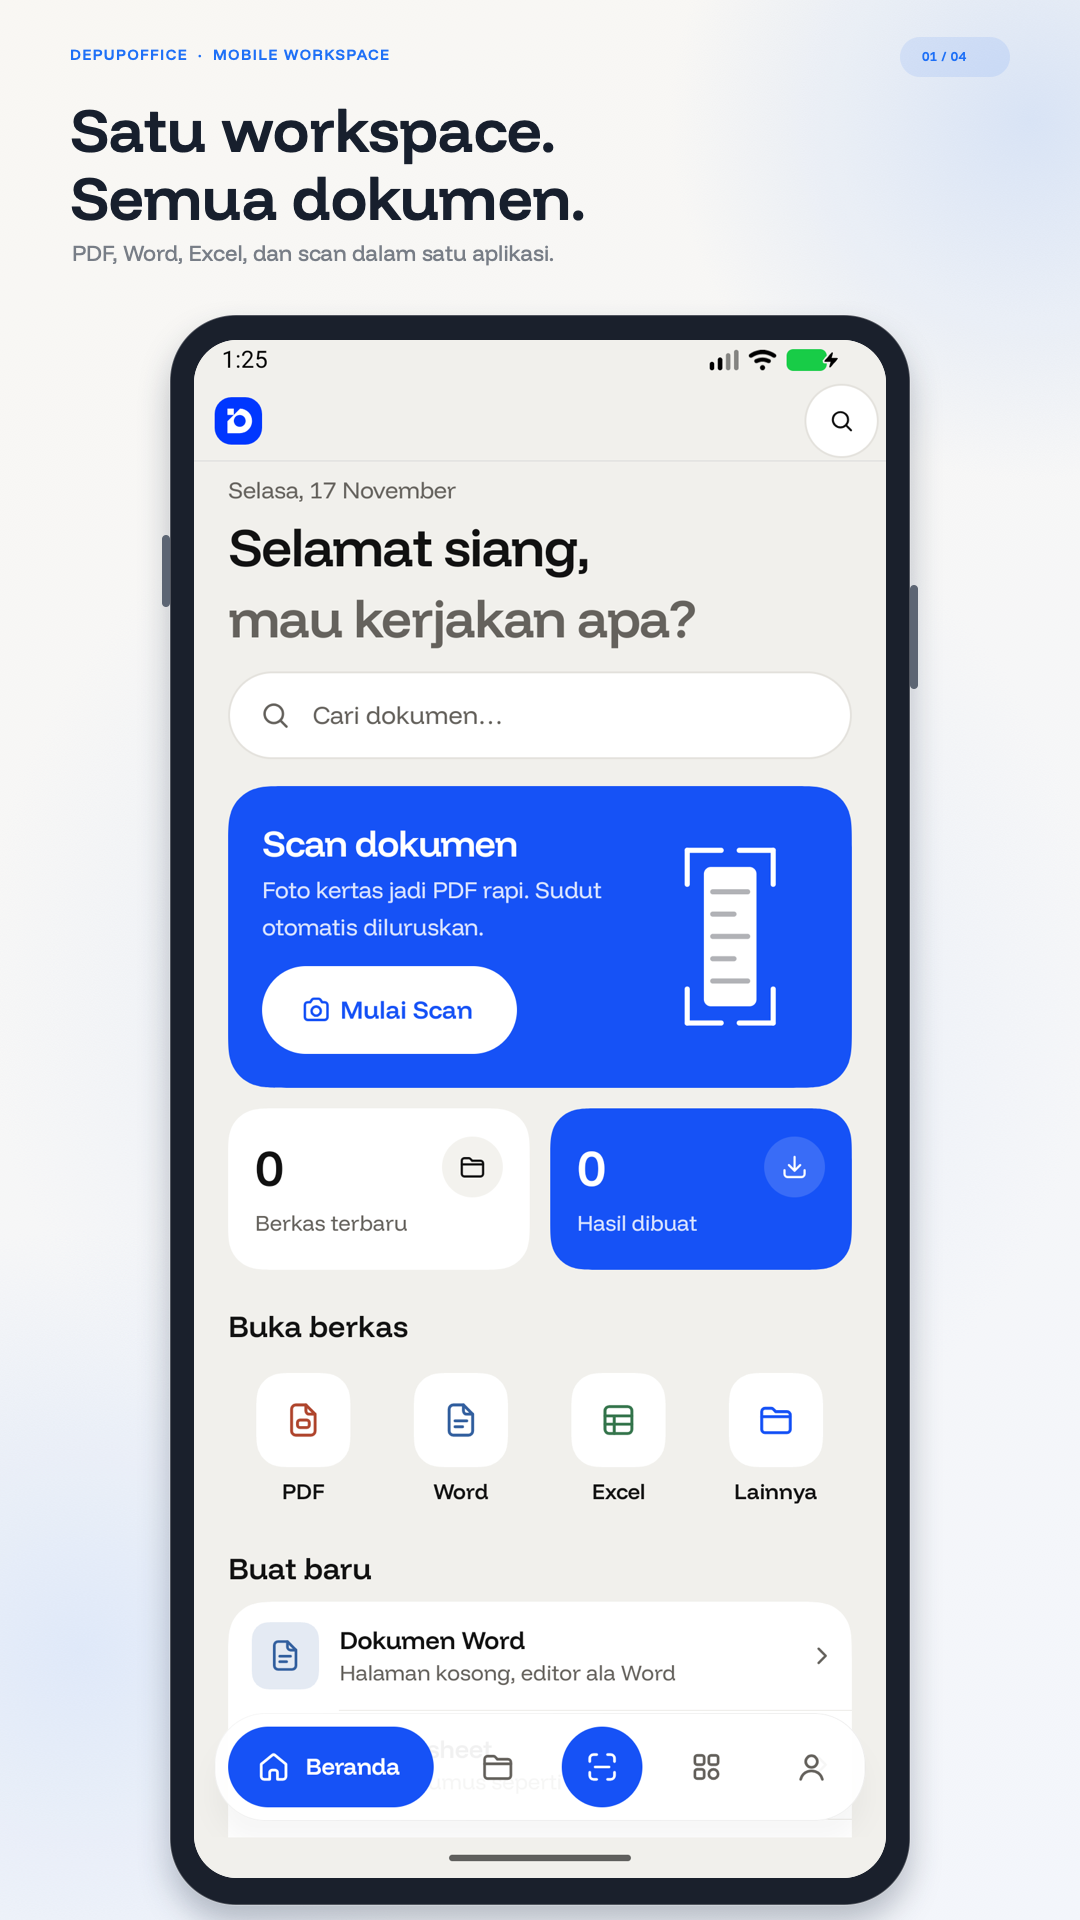 DEPUPOFFICE · MOBILE WORKSPACE
01 / 04
Satu workspace.
Semua dokumen.
PDF, Word, Excel, dan scan dalam satu aplikasi.
1:25
Selasa, 17 November
Selamat siang,
mau kerjakan apa?
Cari dokumen...
Scan dokumen
Foto kertas jadi PDF rapi. Sudut
otomatis diluruskan.
Mulai Scan
0
Berkas terbaru
0
Hasil dibuat
Buka berkas
PDF
Word
Excel
Lainnya
Buat baru
Dokumen Word
Halaman kosong, editor ala Word
Beranda